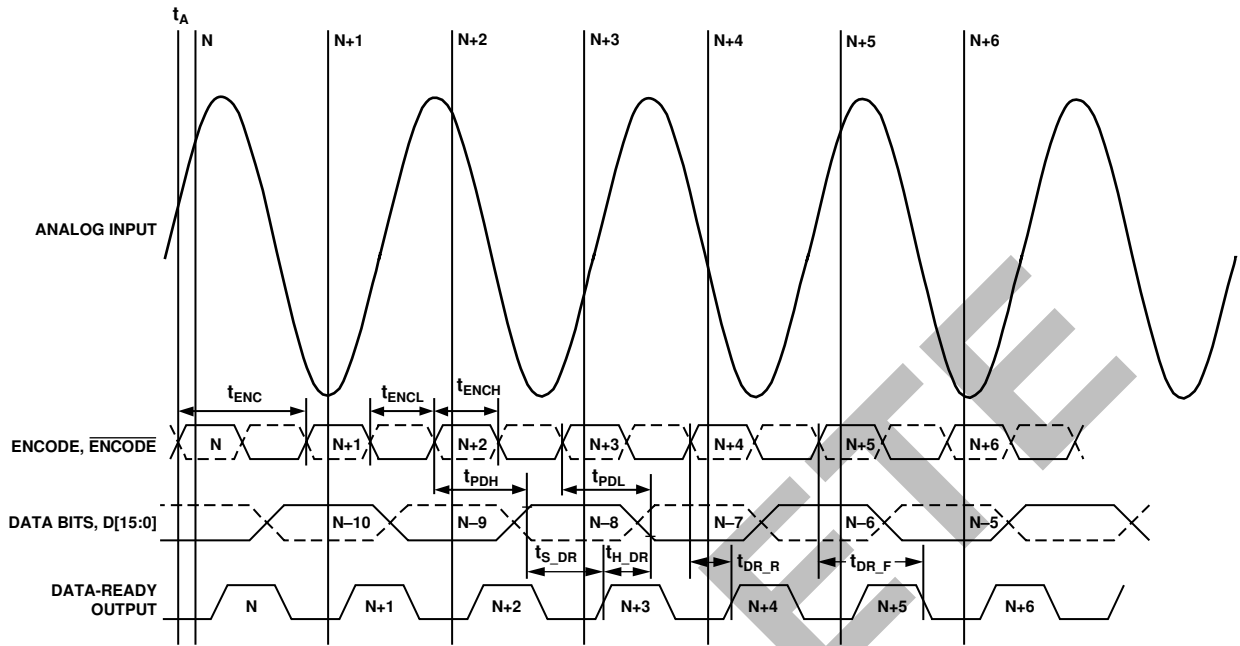 tA
N N+1 N+2 N+3 N+4 N+5 N+6
ANALOG INPUT
tENC tENCL tENCH
ENCODE, ENCODE N N+1 N+2 N+3 N+4 N+5 N+6
tPDH tPDL
DATA BITS, D[15:0] N–10 N–9 N–8 N–7 N–6 N–5
tS_DR tH_DR tDR_R tDR_F
DATA-READY
OUTPUT N N+1 N+2 N+3 N+4 N+5 N+6
ETE